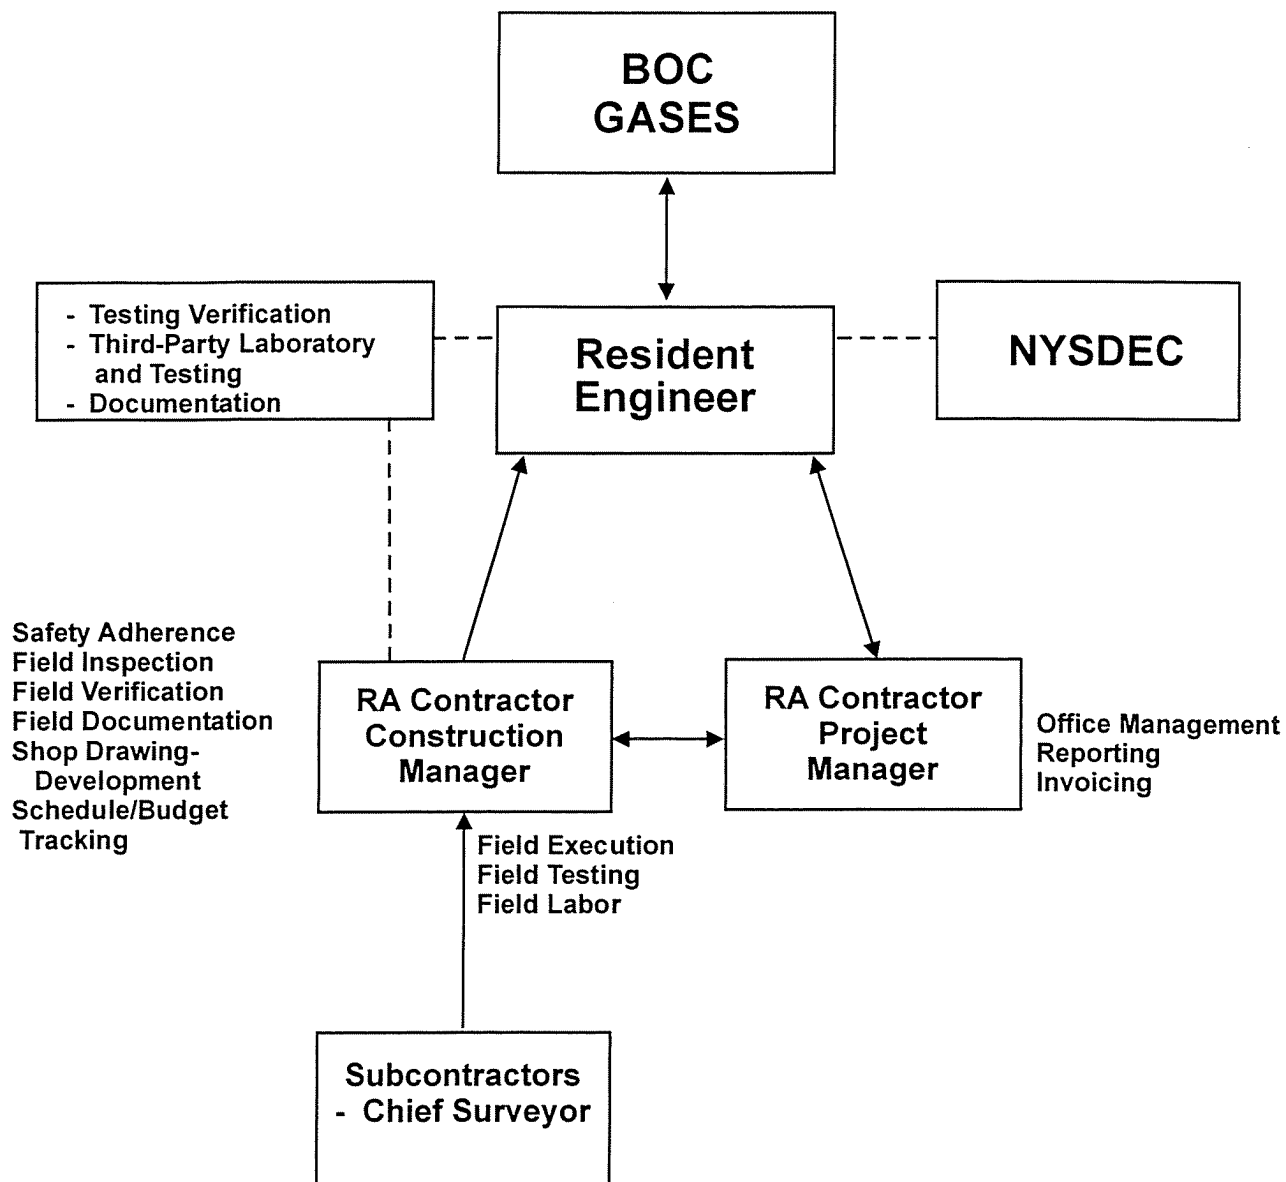 BOC
GASES
- Testing Verification
- Third-Party Laboratory
and Testing
- Documentation
Resident
Engineer
NYSDEC
Safety Adherence
Field Inspection
Field Verification
Field Documentation
Shop Drawing-
Development
Schedule/Budget
Tracking
RA Contractor
Construction
Manager
RA Contractor
Project
Manager
Office Management
Reporting
Invoicing
Field Execution
Field Testing
Field Labor
Subcontractors
- Chief Surveyor